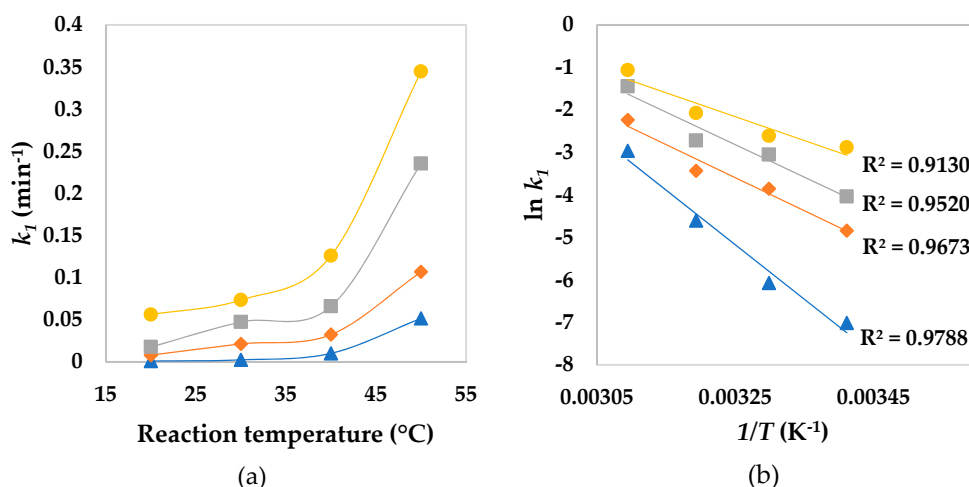 0.4
0.35
0.3
0.25
0.2
0.15
0.1
0.05
0
k₁ (min⁻¹)
15 25 35 45 55
Reaction temperature (°C)
(a)
0
-1
-2
-3
-4
-5
-6
-7
-8
ln k₁
R² = 0.9130
R² = 0.9520
R² = 0.9673
R² = 0.9788
0.00305 0.00325 0.00345
1/T (K⁻¹)
(b)